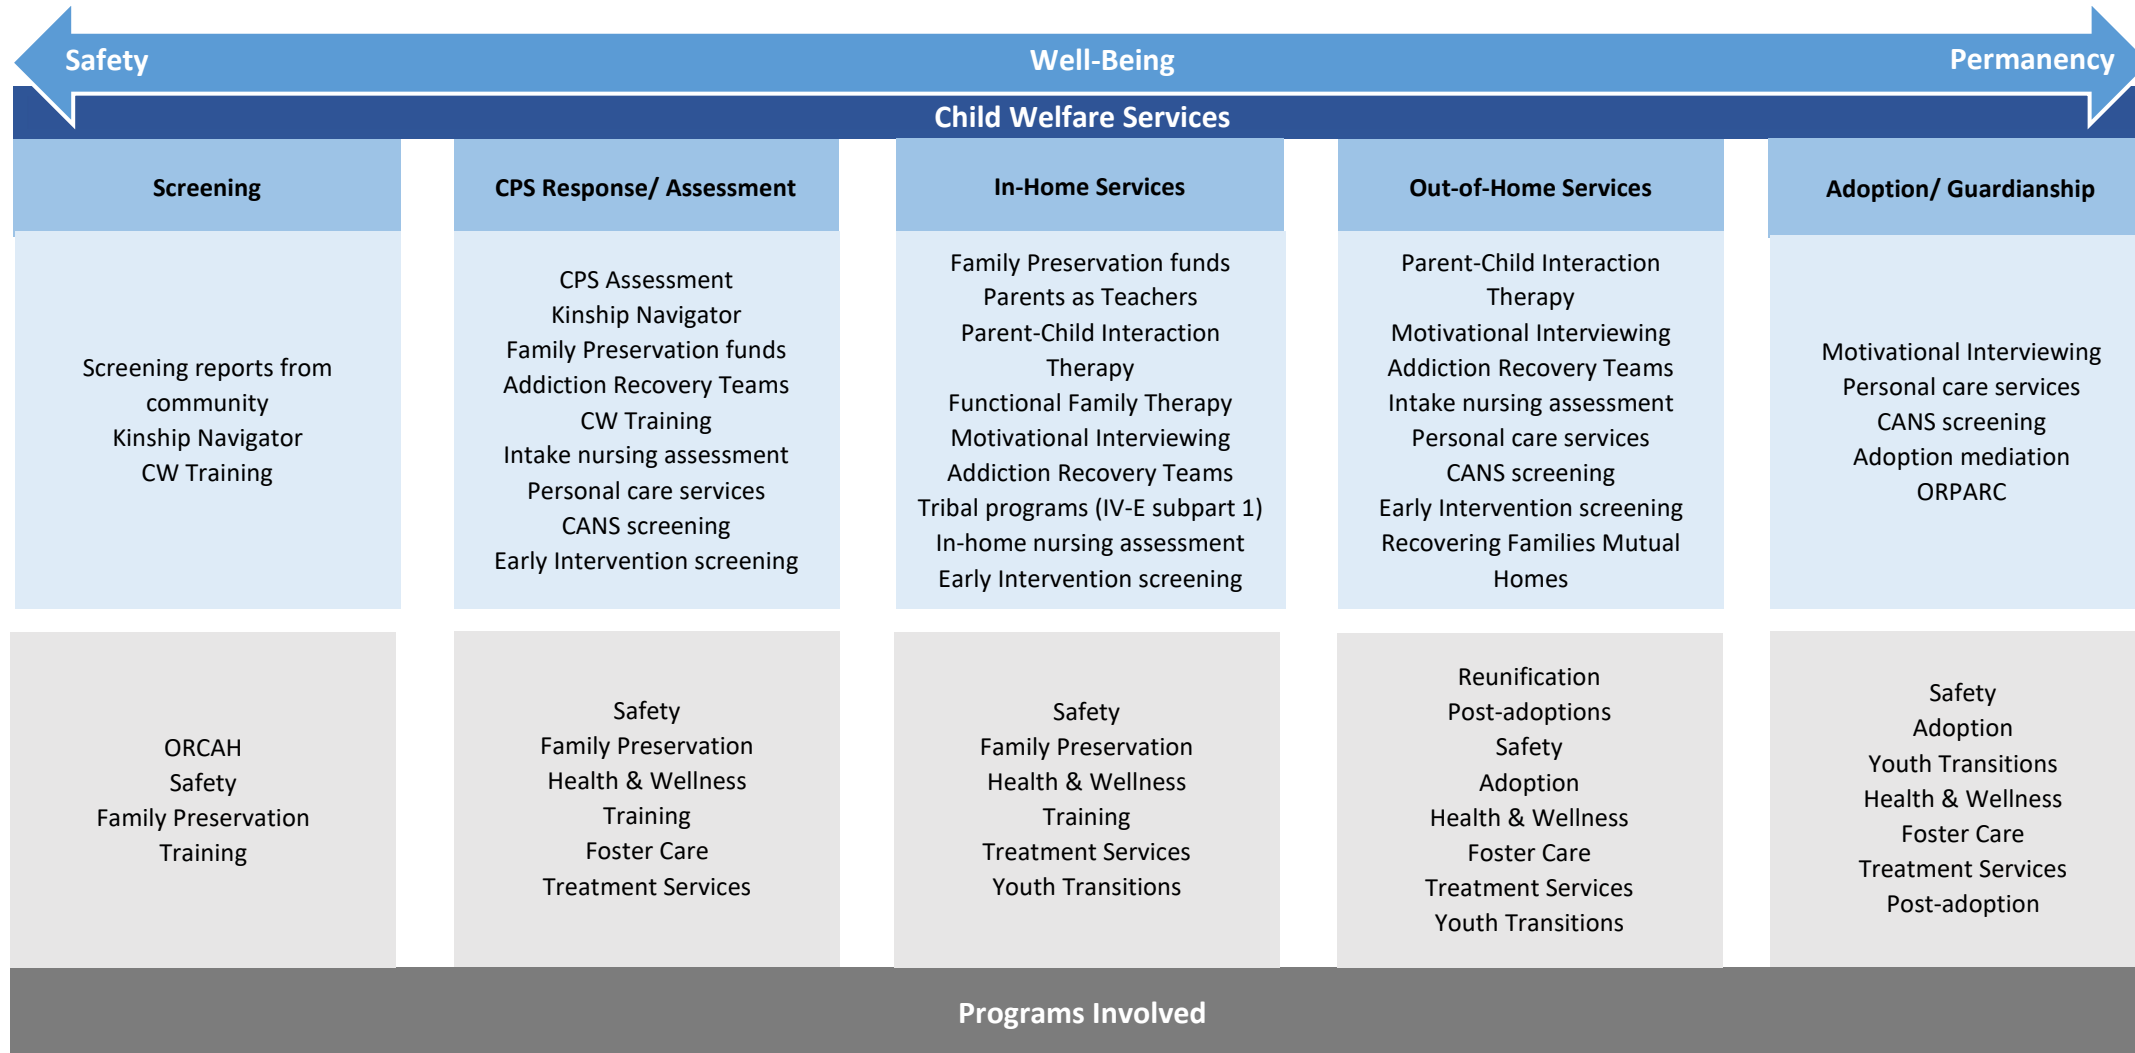 Safety
Well-Being
Permanency
Child Welfare Services
Screening
CPS Response/ Assessment
In-Home Services
Out-of-Home Services
Adoption/ Guardianship
Screening reports from
community
Kinship Navigator
CW Training
CPS Assessment
Kinship Navigator
Family Preservation funds
Addiction Recovery Teams
CW Training
Intake nursing assessment
Personal care services
CANS screening
Early Intervention screening
Family Preservation funds
Parents as Teachers
Parent-Child Interaction
Therapy
Functional Family Therapy
Motivational Interviewing
Addiction Recovery Teams
Tribal programs (IV-E subpart 1)
In-home nursing assessment
Early Intervention screening
Parent-Child Interaction
Therapy
Motivational Interviewing
Addiction Recovery Teams
Intake nursing assessment
Personal care services
CANS screening
Early Intervention screening
Recovering Families Mutual
Homes
Motivational Interviewing
Personal care services
CANS screening
Adoption mediation
ORPARC
ORCAH
Safety
Family Preservation
Training
Safety
Family Preservation
Health & Wellness
Training
Foster Care
Treatment Services
Safety
Family Preservation
Health & Wellness
Training
Treatment Services
Youth Transitions
Reunification
Post-adoptions
Safety
Adoption
Health & Wellness
Foster Care
Treatment Services
Youth Transitions
Safety
Adoption
Youth Transitions
Health & Wellness
Foster Care
Treatment Services
Post-adoption
Programs Involved